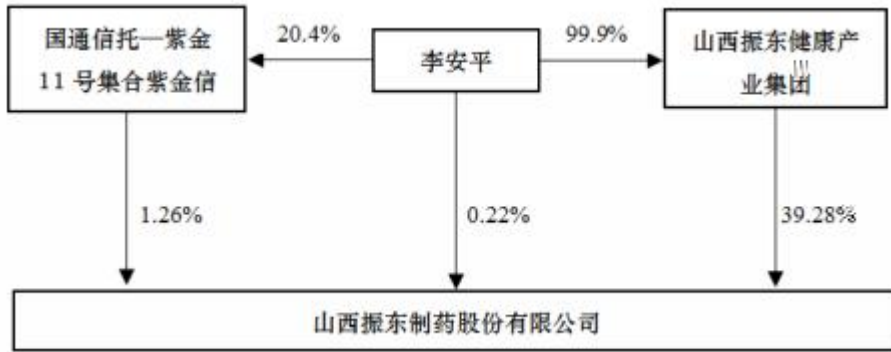 国通信托—紫金
11 号集合紫金信
20.4%
李安平
99.9%
山西振东健康产
业集团
1.26%
0.22%
39.28%
山西振东制药股份有限公司